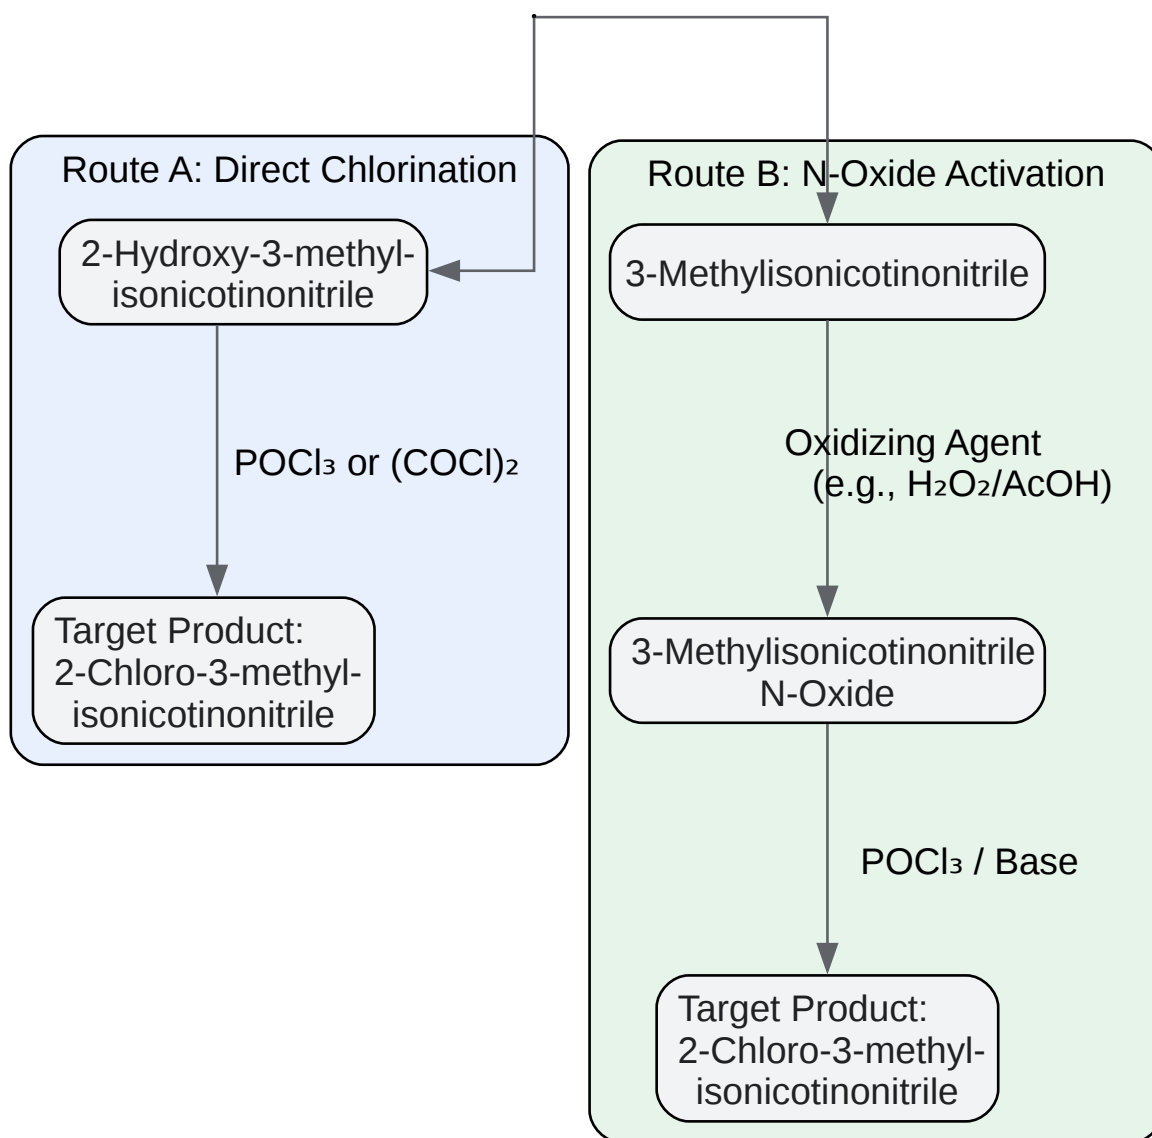 Route A: Direct Chlorination
2-Hydroxy-3-methyl-
isonicotinonitrile
POCl₃ or (COCl)₂
Target Product:
2-Chloro-3-methyl-
isonicotinonitrile
Route B: N-Oxide Activation
3-Methylisonicotinonitrile
Oxidizing Agent
(e.g., H₂O₂/AcOH)
3-Methylisonicotinonitrile
N-Oxide
POCl₃ / Base
Target Product:
2-Chloro-3-methyl-
isonicotinonitrile